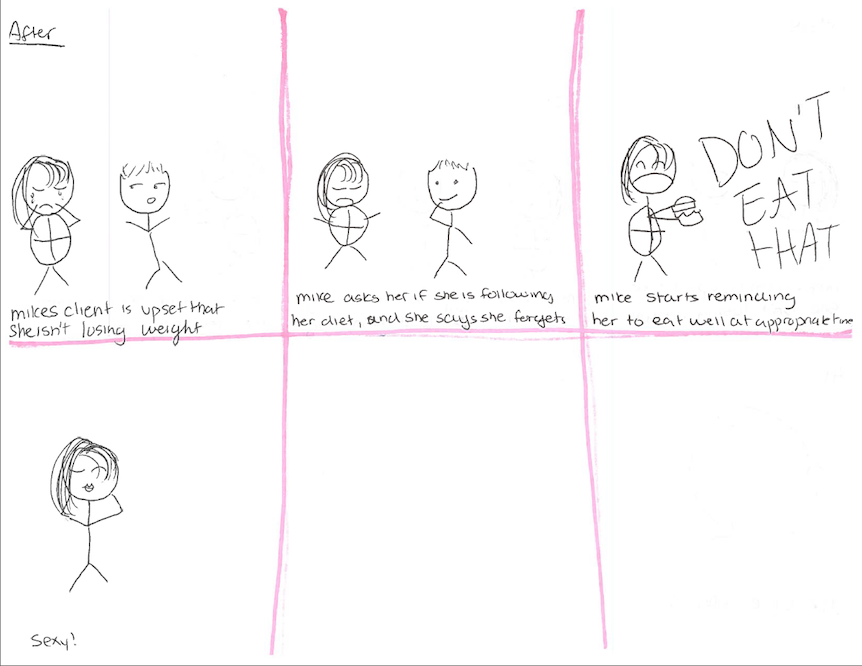 After
mikes client is upset that
she isn't losing weight
mike asks her if she is following
her diet, and she says she forgets
DON'T
EAT
THAT
mike starts reminding
her to eat well at appropriate time
Sexy!